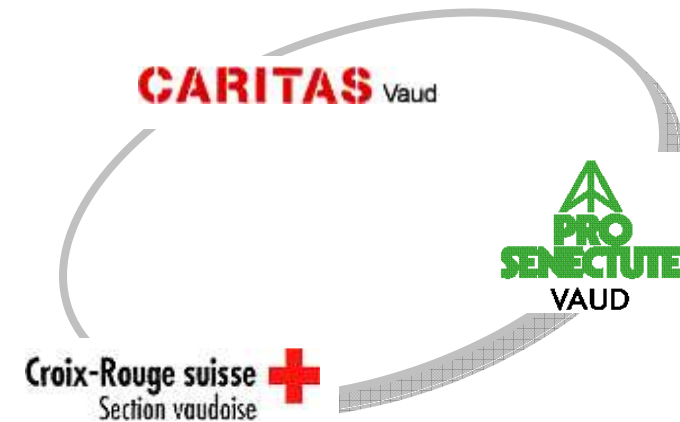 CARITAS Vaud
PRO
SENECTUTE
VAUD
Croix-Rouge suisse
Section vaudoise